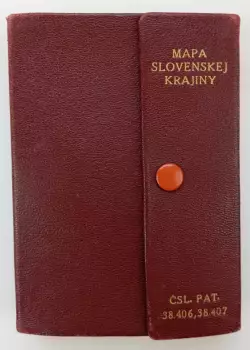 MAPA
SLOVENSKEJ
KRAJINY
ČSL. PAT.
38.406,38.407